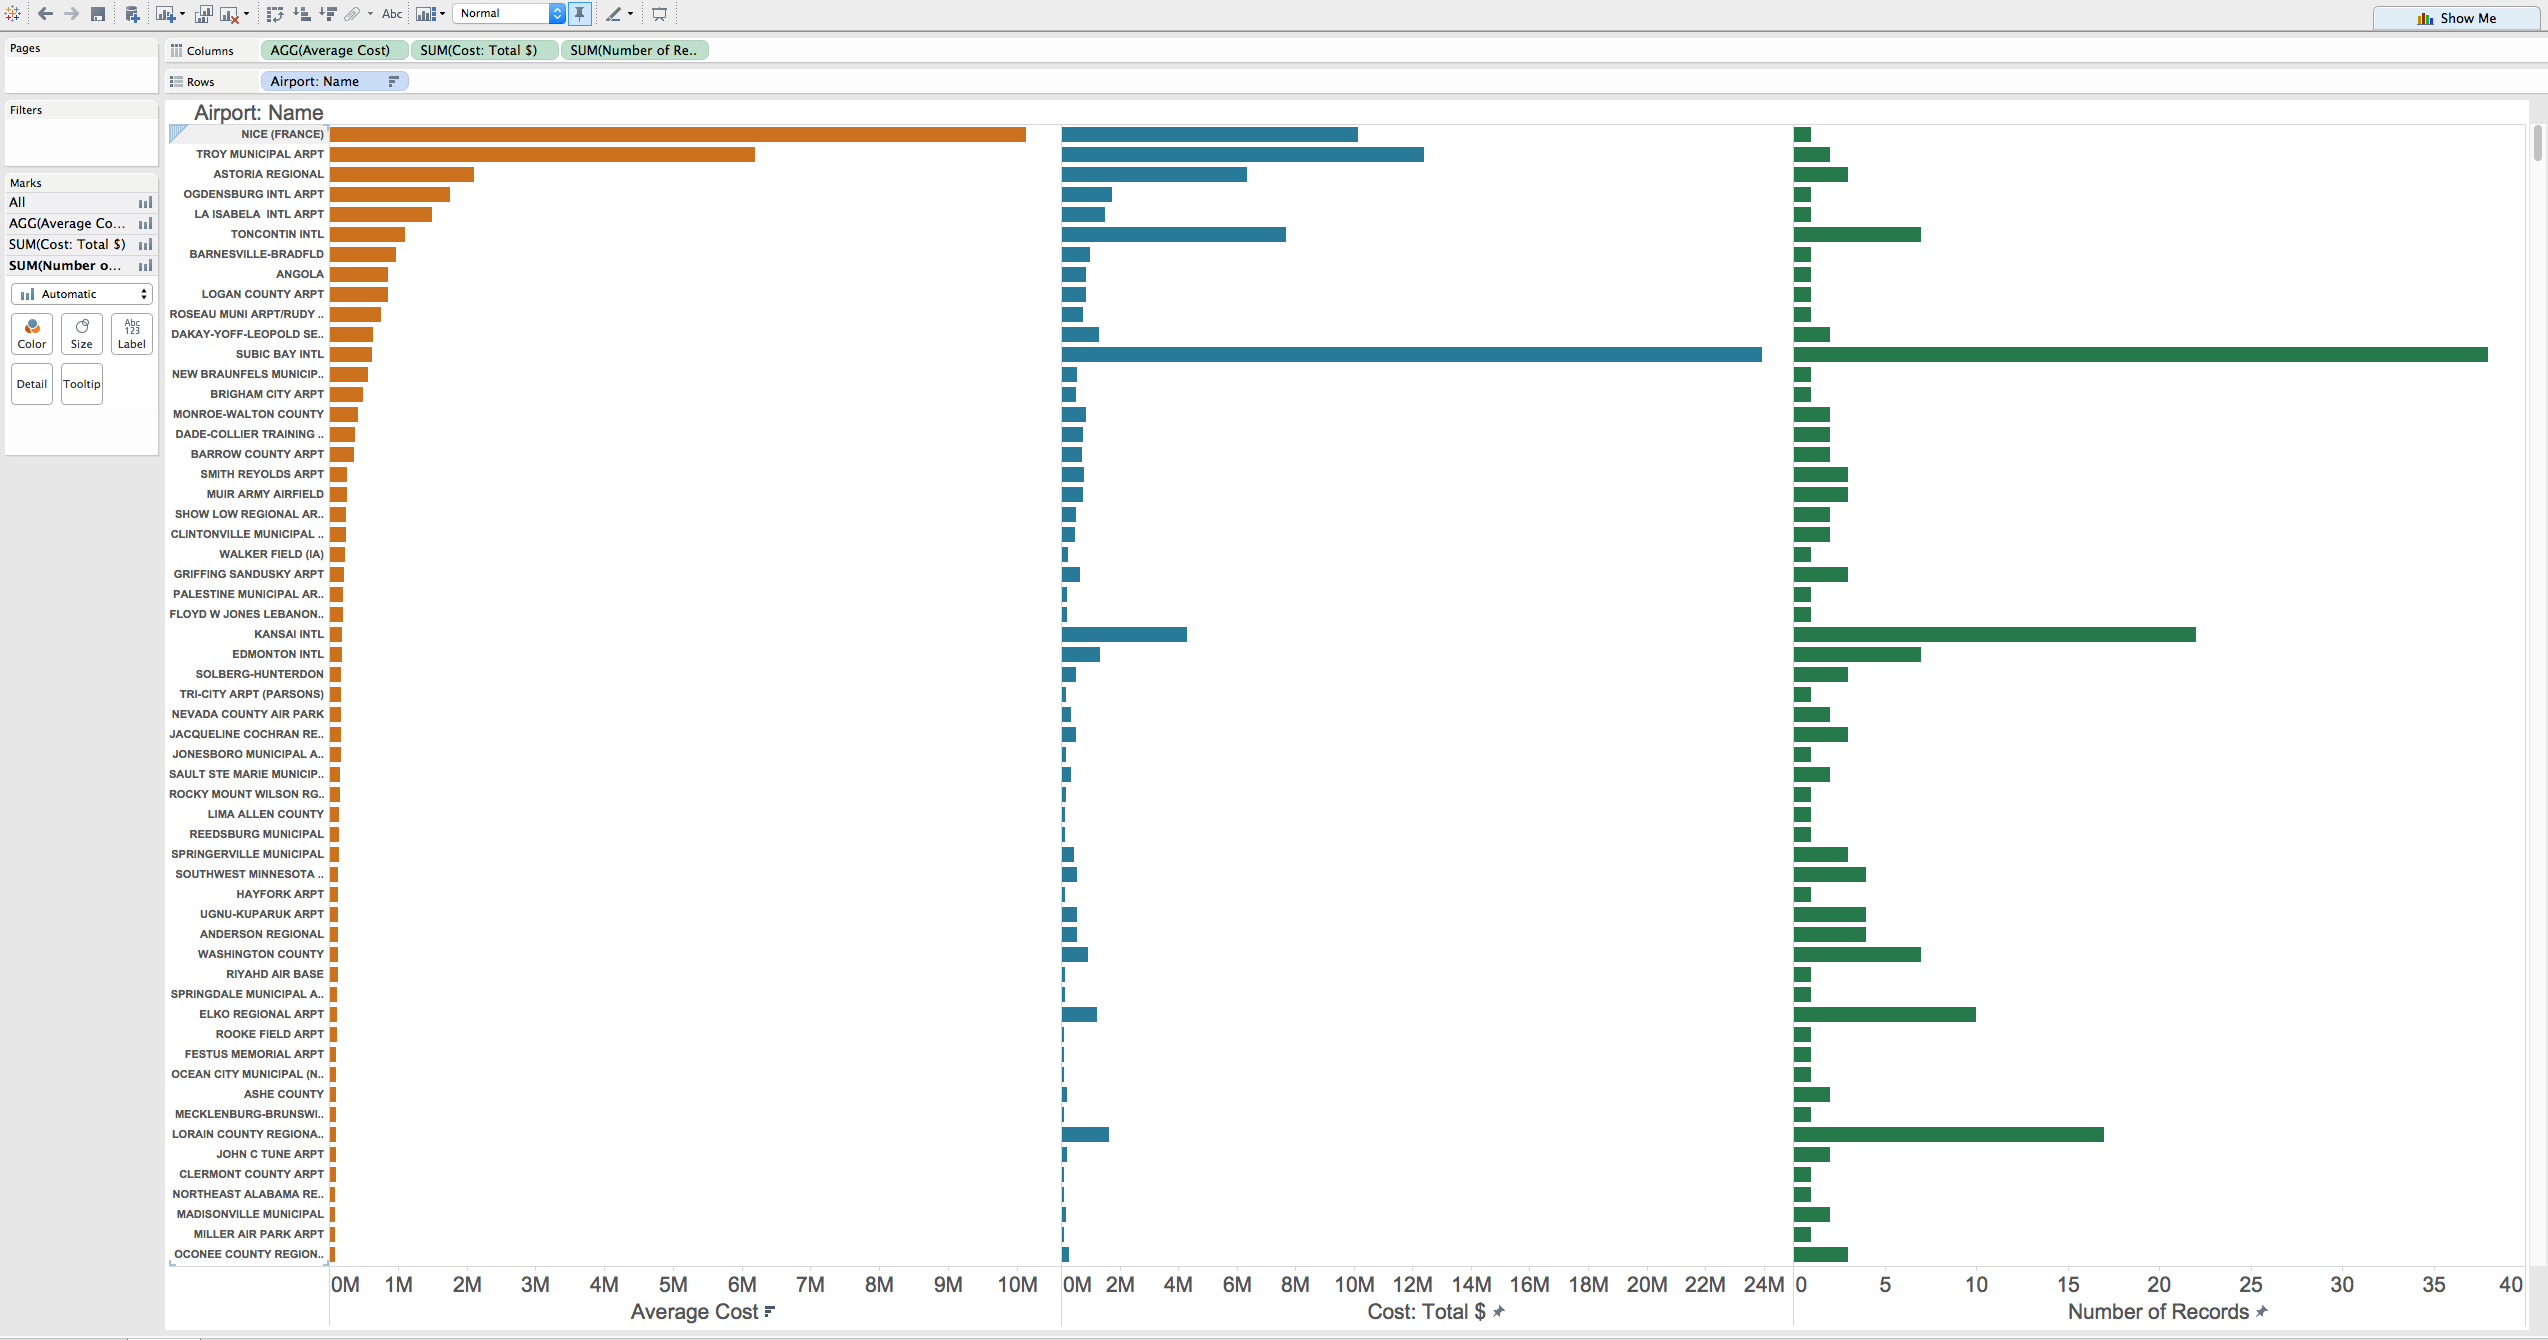 Abc
Normal
Show Me
Pages
Columns
AGG(Average Cost)
SUM(Cost: Total $)
SUM(Number of Re..
Rows
Airport: Name
Filters
Marks
All
AGG(Average Co...
SUM(Cost: Total $)
SUM(Number o...
Automatic
Color
Size
Abc
123
Label
Detail
Tooltip
Airport: Name
NICE (FRANCE)
TROY MUNICIPAL ARPT
ASTORIA REGIONAL
OGDENSBURG INTL ARPT
LA ISABELA  INTL ARPT
TONCONTIN INTL
BARNESVILLE-BRADFLD
ANGOLA
LOGAN COUNTY ARPT
ROSEAU MUNI ARPT/RUDY ..
DAKAY-YOFF-LEOPOLD SE..
SUBIC BAY INTL
NEW BRAUNFELS MUNICIP..
BRIGHAM CITY ARPT
MONROE-WALTON COUNTY
DADE-COLLIER TRAINING ..
BARROW COUNTY ARPT
SMITH REYOLDS ARPT
MUIR ARMY AIRFIELD
SHOW LOW REGIONAL AR..
CLINTONVILLE MUNICIPAL ..
WALKER FIELD (IA)
GRIFFING SANDUSKY ARPT
PALESTINE MUNICIPAL AR..
FLOYD W JONES LEBANON..
KANSAI INTL
EDMONTON INTL
SOLBERG-HUNTERDON
TRI-CITY ARPT (PARSONS)
NEVADA COUNTY AIR PARK
JACQUELINE COCHRAN RE..
JONESBORO MUNICIPAL A..
SAULT STE MARIE MUNICIP..
ROCKY MOUNT WILSON RG..
LIMA ALLEN COUNTY
REEDSBURG MUNICIPAL
SPRINGERVILLE MUNICIPAL
SOUTHWEST MINNESOTA ..
HAYFORK ARPT
UGNU-KUPARUK ARPT
ANDERSON REGIONAL
WASHINGTON COUNTY
RIYAHD AIR BASE
SPRINGDALE MUNICIPAL A..
ELKO REGIONAL ARPT
ROOKE FIELD ARPT
FESTUS MEMORIAL ARPT
OCEAN CITY MUNICIPAL (N..
ASHE COUNTY
MECKLENBURG-BRUNSWI..
LORAIN COUNTY REGIONA..
JOHN C TUNE ARPT
CLERMONT COUNTY ARPT
NORTHEAST ALABAMA RE..
MADISONVILLE MUNICIPAL
MILLER AIR PARK ARPT
OCONEE COUNTY REGION..
0M 1M 2M 3M 4M 5M 6M 7M 8M 9M 10M
Average Cost
0M 2M 4M 6M 8M 10M 12M 14M 16M 18M 20M 22M 24M
Cost: Total $
0 5 10 15 20 25 30 35 40
Number of Records